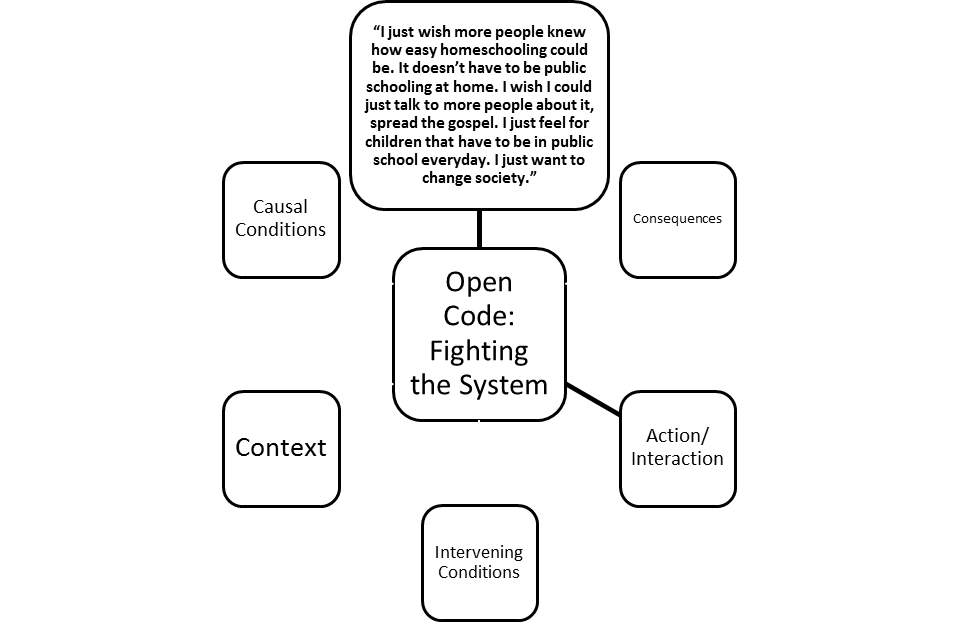 “I just wish more people knew
how easy homeschooling could
be. It doesn’t have to be public
schooling at home. I wish I could
just talk to more people about it,
spread the gospel. I just feel for
children that have to be in public
school everyday. I just want to
change society.”
Causal
Conditions
Consequences
Open
Code:
Fighting
the System
Context
Action/
Interaction
Intervening
Conditions